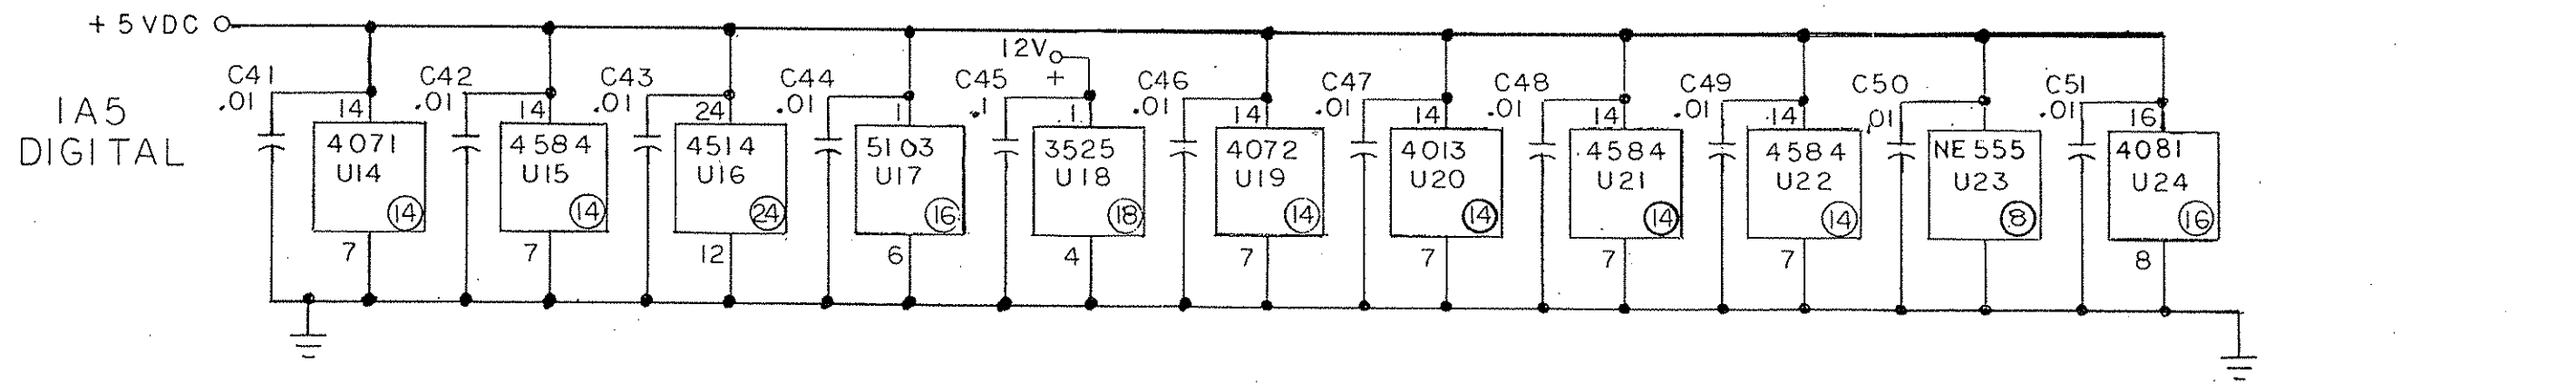 + 5 VDC
1A5
DIGITAL
C41
.01
14
4071
U14
14
7
C42
.01
14
4584
U15
14
7
C43
.01
24
4514
U16
24
12
C44
.01
1
5103
U17
16
6
12V
+
C45
.1
1
3525
U18
18
4
C46
.01
14
4072
U19
14
7
C47
.01
14
4013
U20
14
7
C48
.01
14
4584
U21
14
7
C49
.01
14
4584
U22
14
7
C50
.01
NE555
U23
8
C51
.01
16
4081
U24
16
8